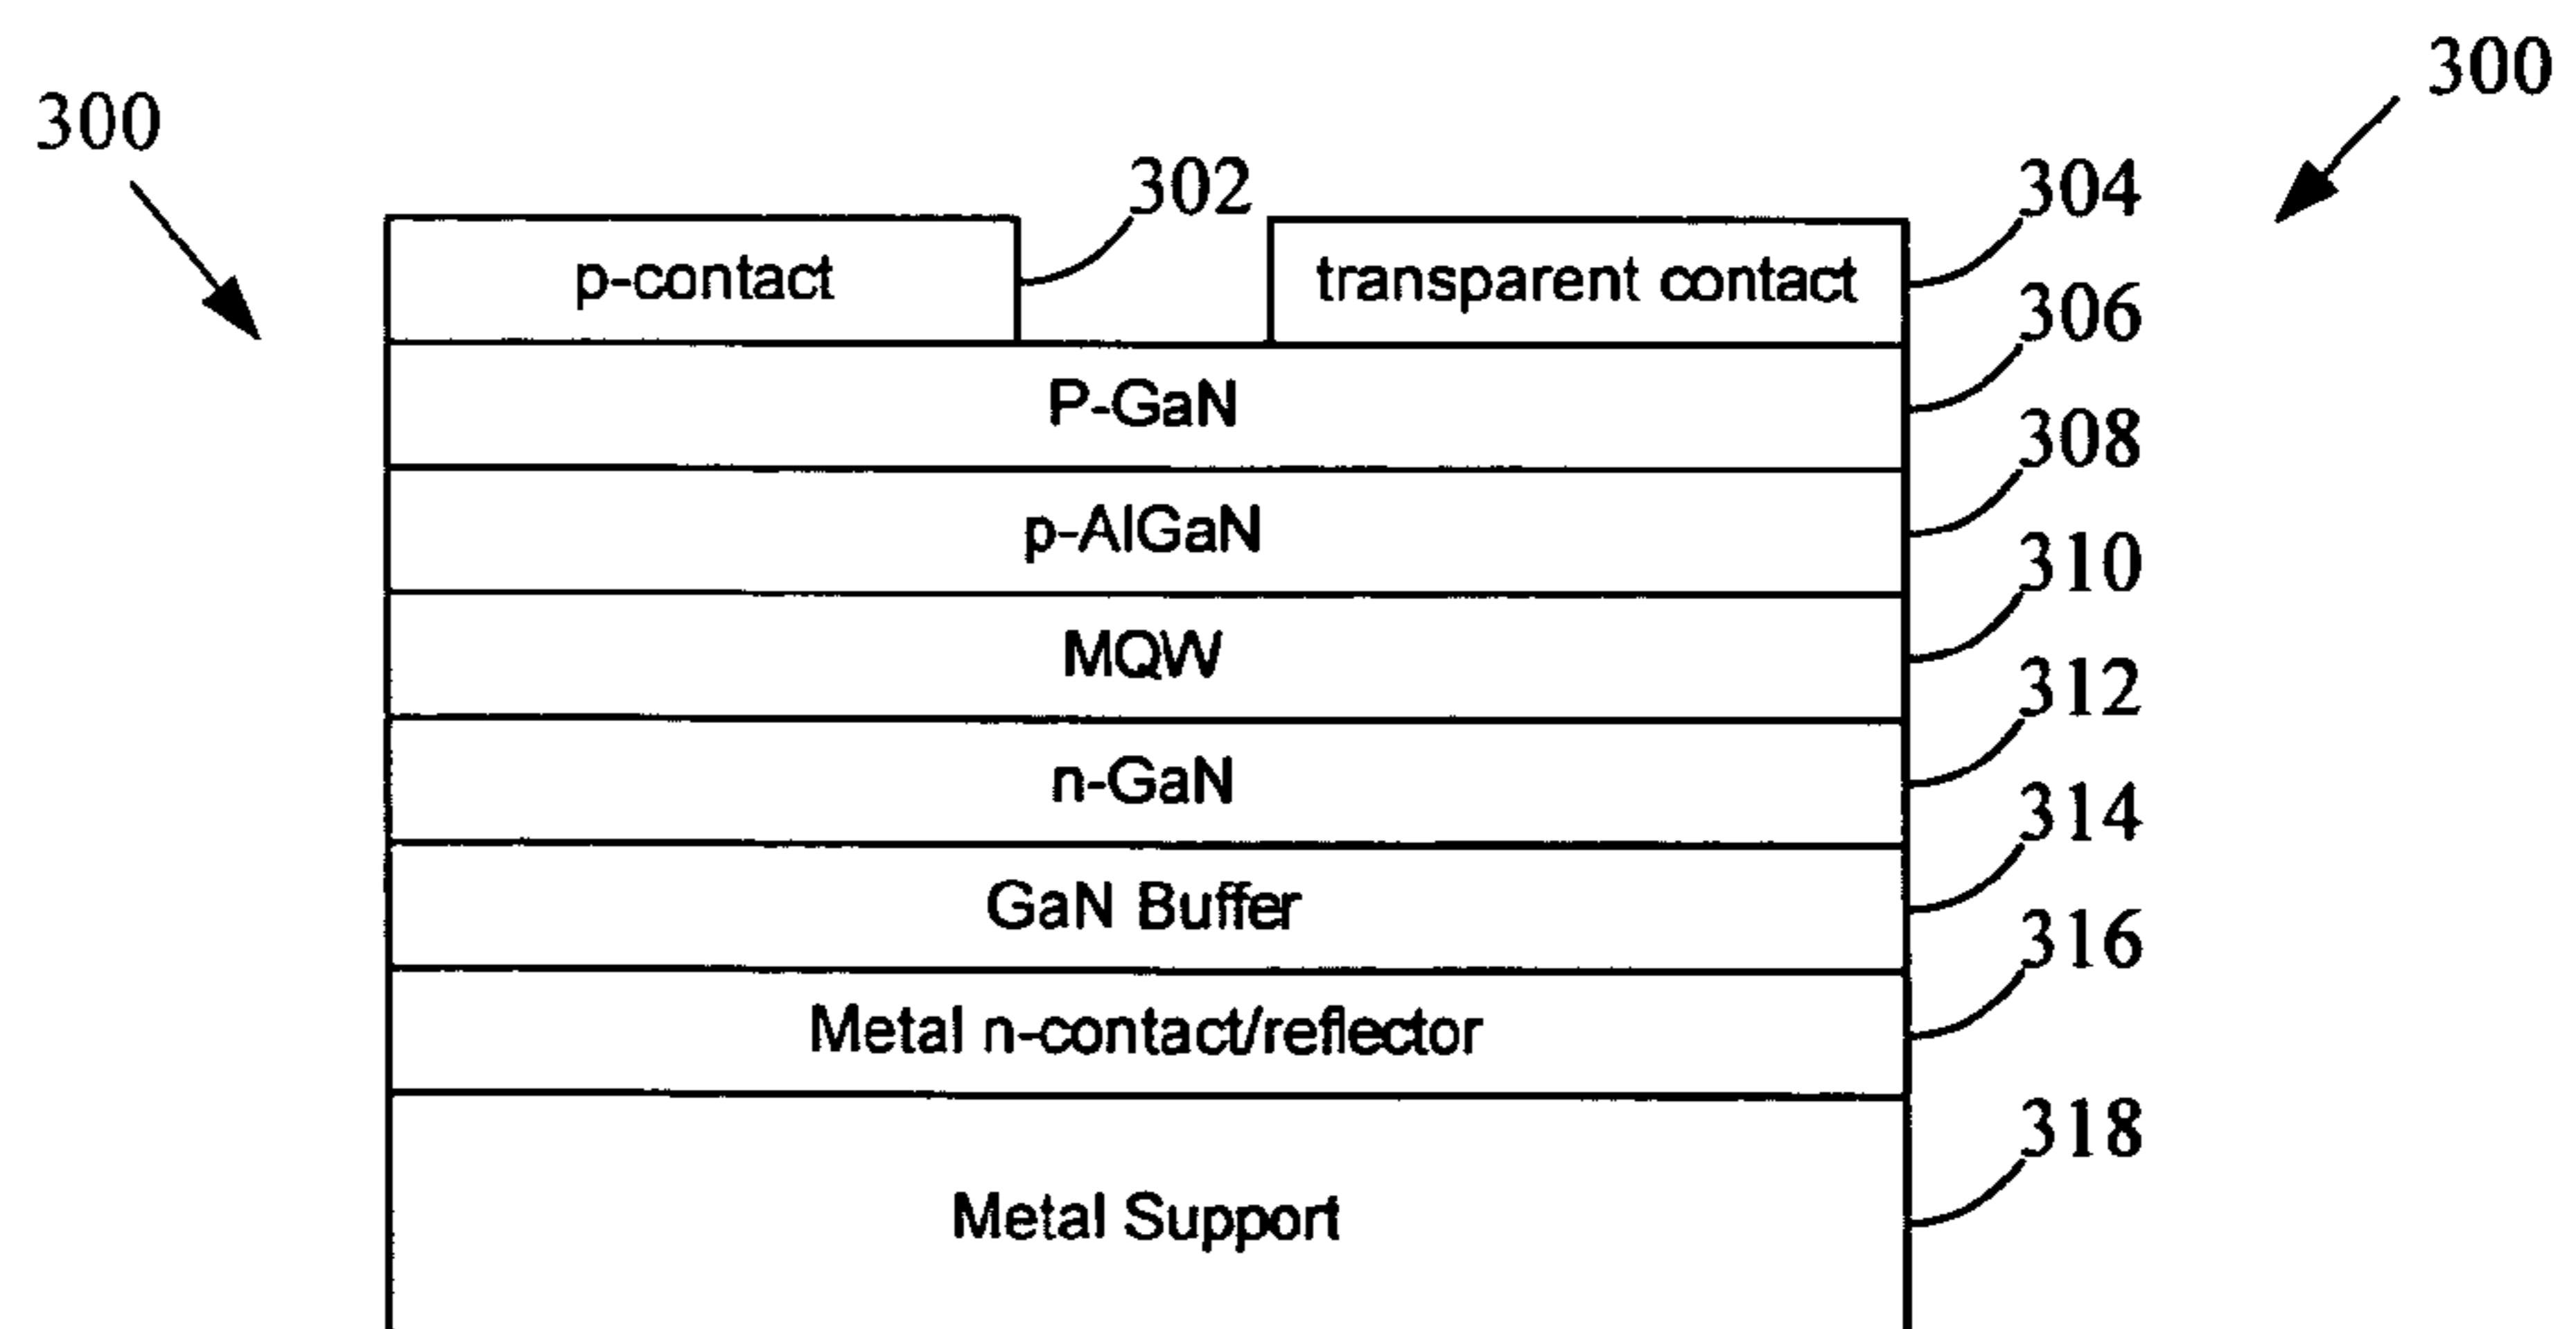 300
300
302
304
p-contact
transparent contact
306
P-GaN
308
p-AlGaN
310
MQW
312
n-GaN
314
GaN Buffer
316
Metal n-contact/reflector
318
Metal Support